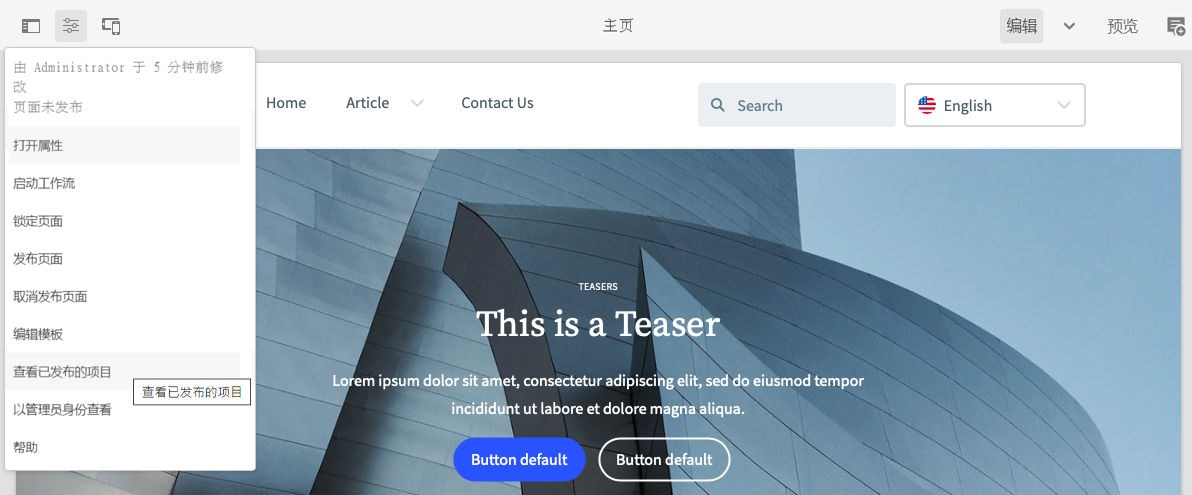 主页
编辑
预览
由 Administrator 于 5 分钟前修
改
页面未发布
打开属性
启动工作流
锁定页面
发布页面
取消发布页面
编辑模板
查看已发布的项目
查看已发布的项目
以管理员身份查看
帮助
Home
Article
Contact Us
Search
English
TEASERS
This is a Teaser
Lorem ipsum dolor sit amet, consectetur adipiscing elit, sed do eiusmod tempor
incididunt ut labore et dolore magna aliqua.
Button default
Button default